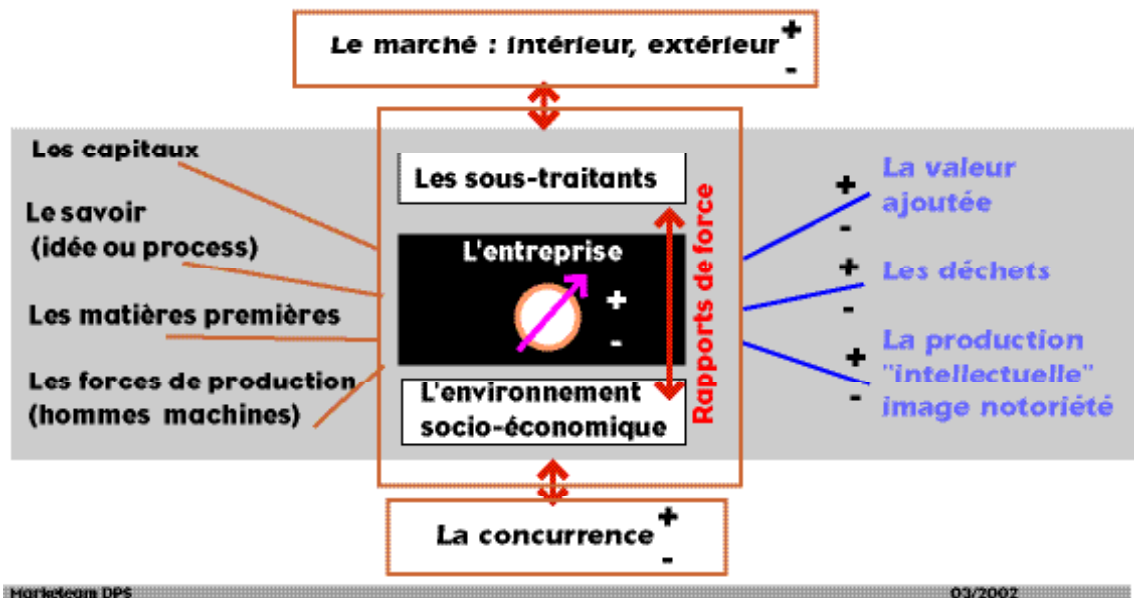 Le marché : intérieur, extérieur +
-
Les capitaux
Le savoir
(idée ou process)
Les matières premières
Les forces de production
(hommes machines)
Les sous-traitants
L'entreprise
+
-
L'environnement
socio-économique
Rapports de force
+
-
La valeur
ajoutée
+
-
Les déchets
+
-
La production
"intellectuelle"
image notoriété
La concurrence +
-
Marketeam DPS
03/2002